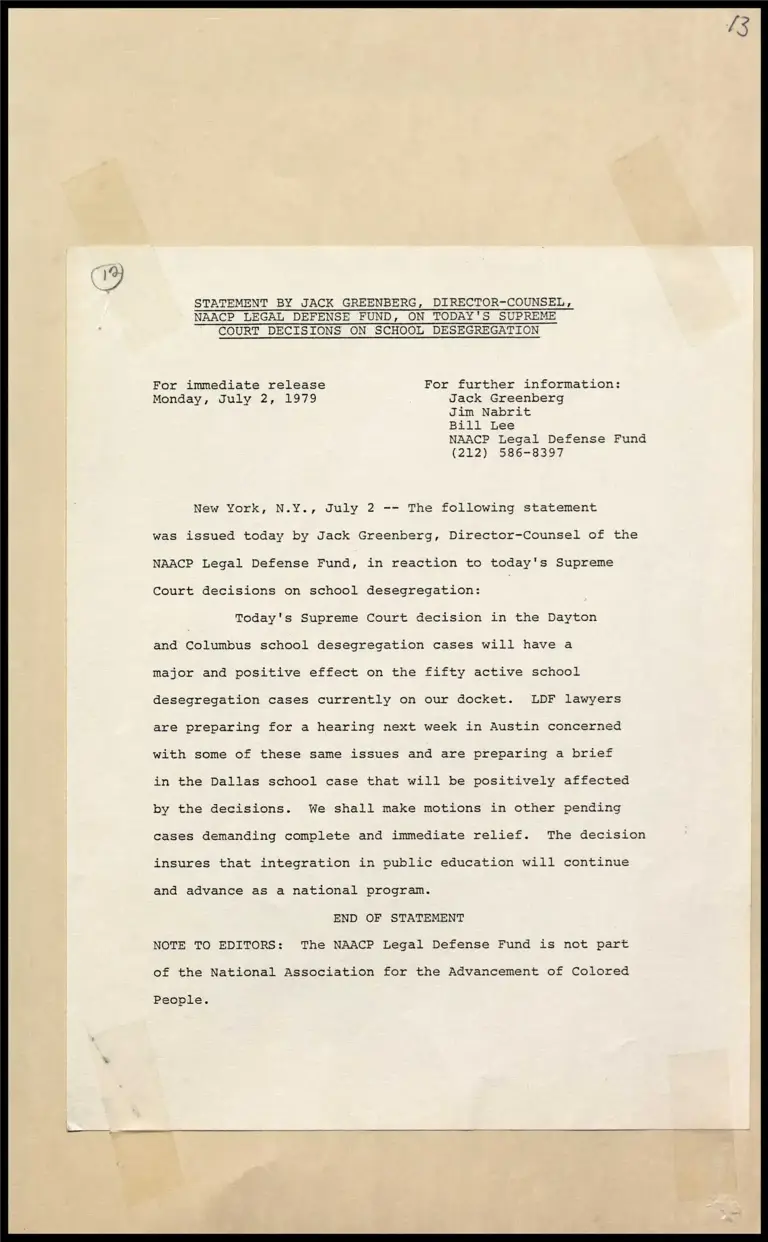 13
12
STATEMENT BY JACK GREENBERG, DIRECTOR-COUNSEL,
NAACP LEGAL DEFENSE FUND, ON TODAY'S SUPREME
COURT DECISIONS ON SCHOOL DESEGREGATION
For immediate release
Monday, July 2, 1979
For further information:
Jack Greenberg
Jim Nabrit
Bill Lee
NAACP Legal Defense Fund
(212) 586-8397
New York, N.Y., July 2 -- The following statement
was issued today by Jack Greenberg, Director-Counsel of the
NAACP Legal Defense Fund, in reaction to today's Supreme
Court decisions on school desegregation:
Today's Supreme Court decision in the Dayton
and Columbus school desegregation cases will have a
major and positive effect on the fifty active school
desegregation cases currently on our docket. LDF lawyers
are preparing for a hearing next week in Austin concerned
with some of these same issues and are preparing a brief
in the Dallas school case that will be positively affected
by the decisions. We shall make motions in other pending
cases demanding complete and immediate relief. The decision
insures that integration in public education will continue
and advance as a national program.
END OF STATEMENT
NOTE TO EDITORS: The NAACP Legal Defense Fund is not part
of the National Association for the Advancement of Colored
People.